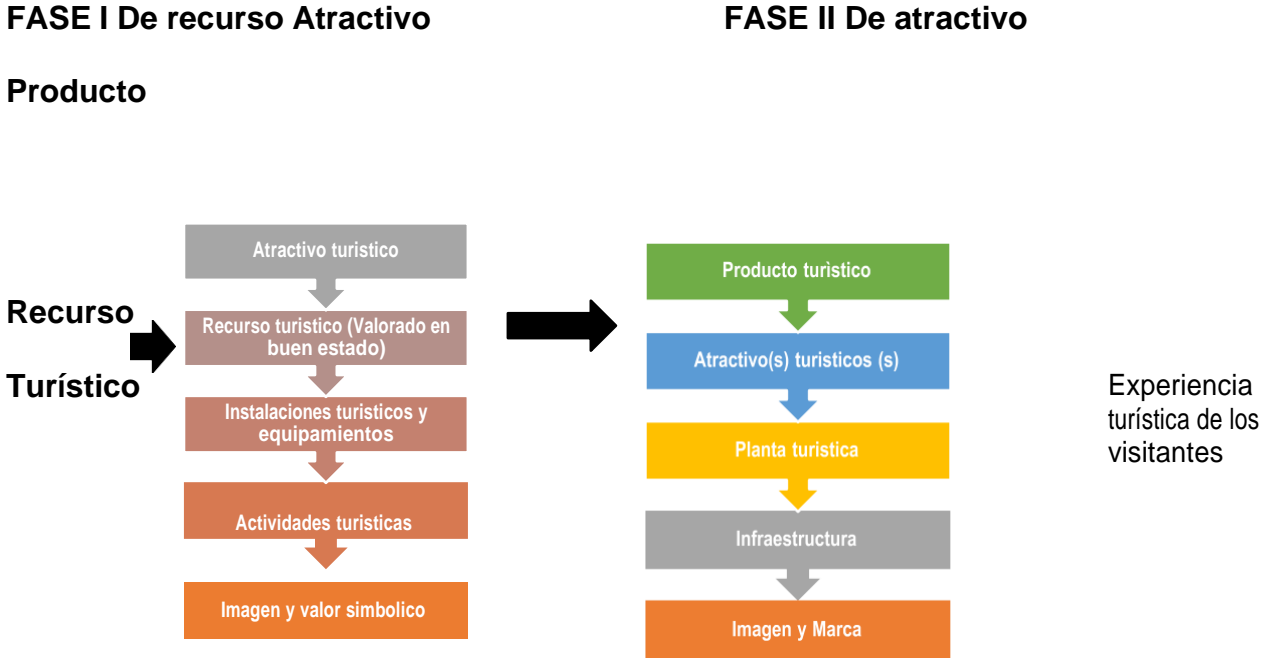 FASE I De recurso Atractivo
FASE II De atractivo
Producto
Recurso
Turístico
Atractivo turistico
Recurso turistico (Valorado en
buen estado)
Instalaciones turisticos y
equipamientos
Actividades turisticas
Imagen y valor simbolico
Producto turìstico
Atractivo(s) turisticos (s)
Planta turistica
Infraestructura
Imagen y Marca
Experiencia
turística de los
visitantes